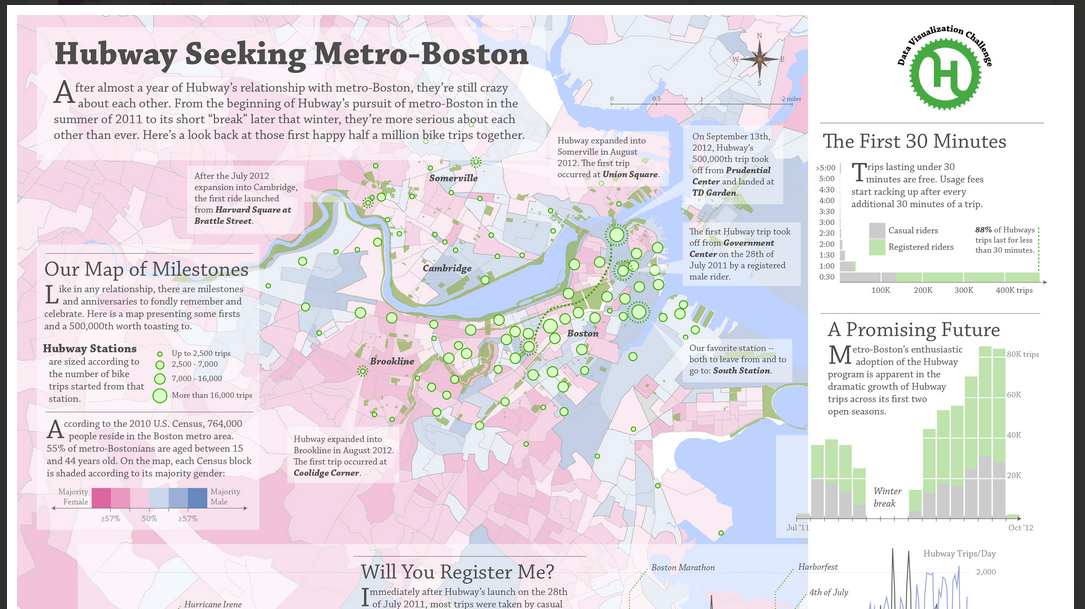 Hubway Seeking Metro-Boston
After almost a year of Hubway's relationship with metro-Boston, they're still crazy
about each other. From the beginning of Hubway's pursuit of metro-Boston in the
summer of 2011 to its short "break" later that winter, they're more serious about each
other than ever. Here's a look back at those first happy half a million bike trips together.
N
W
E
S
0
0.5
1
2 miles
Data Visualization Challenge
H
After the July 2012
expansion into Cambridge,
the first ride launched
from Harvard Square at
Brattle Street.
Hubway expanded into
Somerville in August
2012. The first trip
occurred at Union Square.
On September 13th,
2012, Hubway's
500,000th trip took
off from Prudential
Center and landed at
TD Garden.
The first Hubway trip took
off from Government
Center on the 28th of
July 2011 by a registered
male rider.
Our favorite station --
both to leave from and to
go to: South Station.
Hubway expanded into
Brookline in August 2012.
The first trip occurred at
Coolidge Corner.
Somerville
Cambridge
Boston
Brookline
Our Map of Milestones
Like in any relationship, there are milestones
and anniversaries to fondly remember and
celebrate. Here is a map presenting some firsts
and a 500,000th worth toasting to.
Hubway Stations
are sized according to
the number of bike
trips started from that
station.
Up to 2,500 trips
2,500 - 7,000
7,000 - 16,000
More than 16,000 trips
According to the 2010 U.S. Census, 764,000
people reside in the Boston metro area.
55% of metro-Bostonians are aged between 15
and 44 years old. On the map, each Census block
is shaded according to its majority gender:
Majority
Female
Majority
Male
≥57%
50%
≥57%
The First 30 Minutes
Trips lasting under 30
minutes are free. Usage fees
start racking up after every
additional 30 minutes of a trip.
>5:00
5:00
4:30
4:00
3:30
3:00
2:30
2:00
1:30
1:00
0:30
Casual riders
Registered riders
88% of Hubways
trips last for less
than 30 minutes.
100K
200K
300K
400K trips
A Promising Future
Metro-Boston's enthusiastic
adoption of the Hubway
program is apparent in the
dramatic growth of Hubway
trips across its first two
open seasons.
80K trips
60K
40K
20K
Winter
break
Jul '11
Oct '12
Will You Register Me?
Immediately after Hubway's launch on the 28th
of July 2011, most trips were taken by casual
Hurricane Irene
Boston Marathon
Harborfest
4th of July
Hubway Trips/Day
2,000